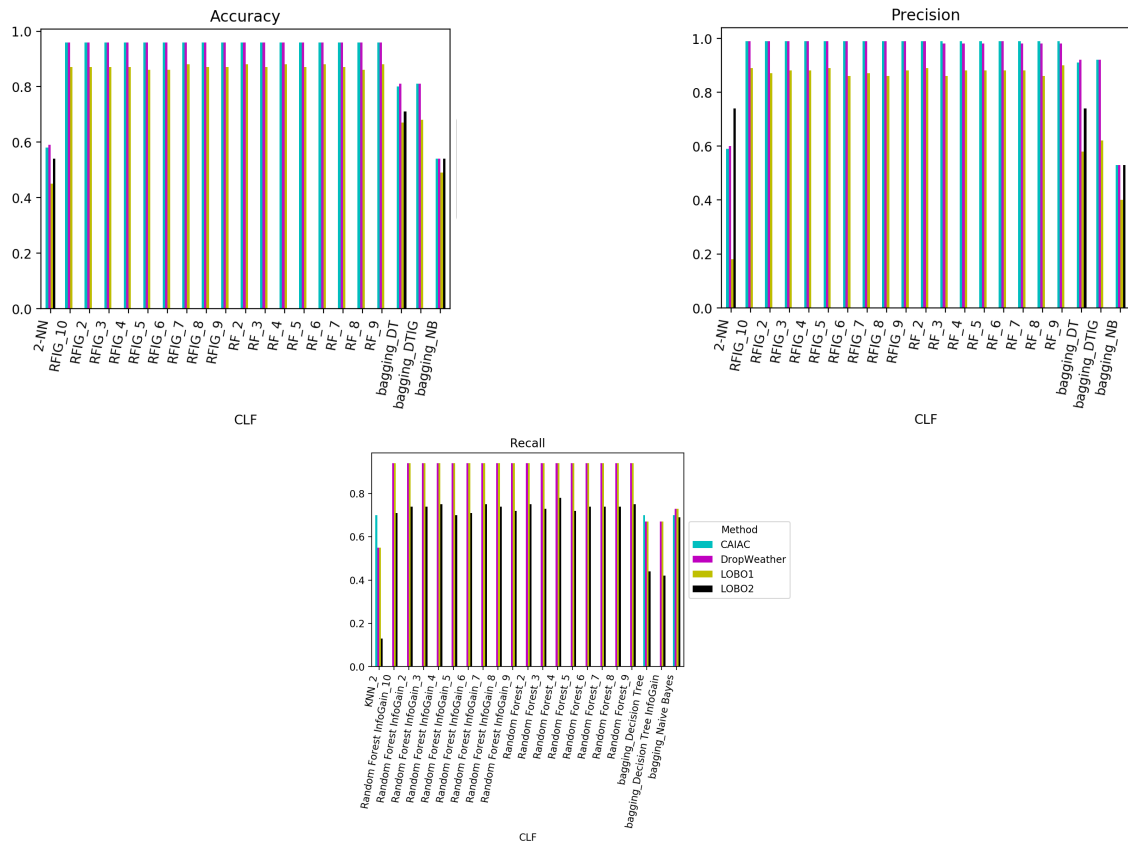 Accuracy
1.0
0.8
0.6
0.4
0.2
0.0
2-NN
RFIG_10
RFIG_2
RFIG_3
RFIG_4
RFIG_5
RFIG_6
RFIG_7
RFIG_8
RFIG_9
RF_2
RF_3
RF_4
RF_5
RF_6
RF_7
RF_8
RF_9
bagging_DT
bagging_DTIG
bagging_NB
CLF
Precision
1.0
0.8
0.6
0.4
0.2
0.0
2-NN
RFIG_10
RFIG_2
RFIG_3
RFIG_4
RFIG_5
RFIG_6
RFIG_7
RFIG_8
RFIG_9
RF_2
RF_3
RF_4
RF_5
RF_6
RF_7
RF_8
RF_9
bagging_DT
bagging_DTIG
bagging_NB
CLF
Recall
0.8
0.6
0.4
0.2
0.0
KNN_2
Random Forest InfoGain_10
Random Forest InfoGain_2
Random Forest InfoGain_3
Random Forest InfoGain_4
Random Forest InfoGain_5
Random Forest InfoGain_6
Random Forest InfoGain_7
Random Forest InfoGain_8
Random Forest InfoGain_9
Random Forest_2
Random Forest_3
Random Forest_4
Random Forest_5
Random Forest_6
Random Forest_7
Random Forest_8
Random Forest_9
bagging_Decision Tree
bagging_Decision Tree InfoGain
bagging_Naive Bayes
CLF
Method
CAIAC
DropWeather
LOBO1
LOBO2